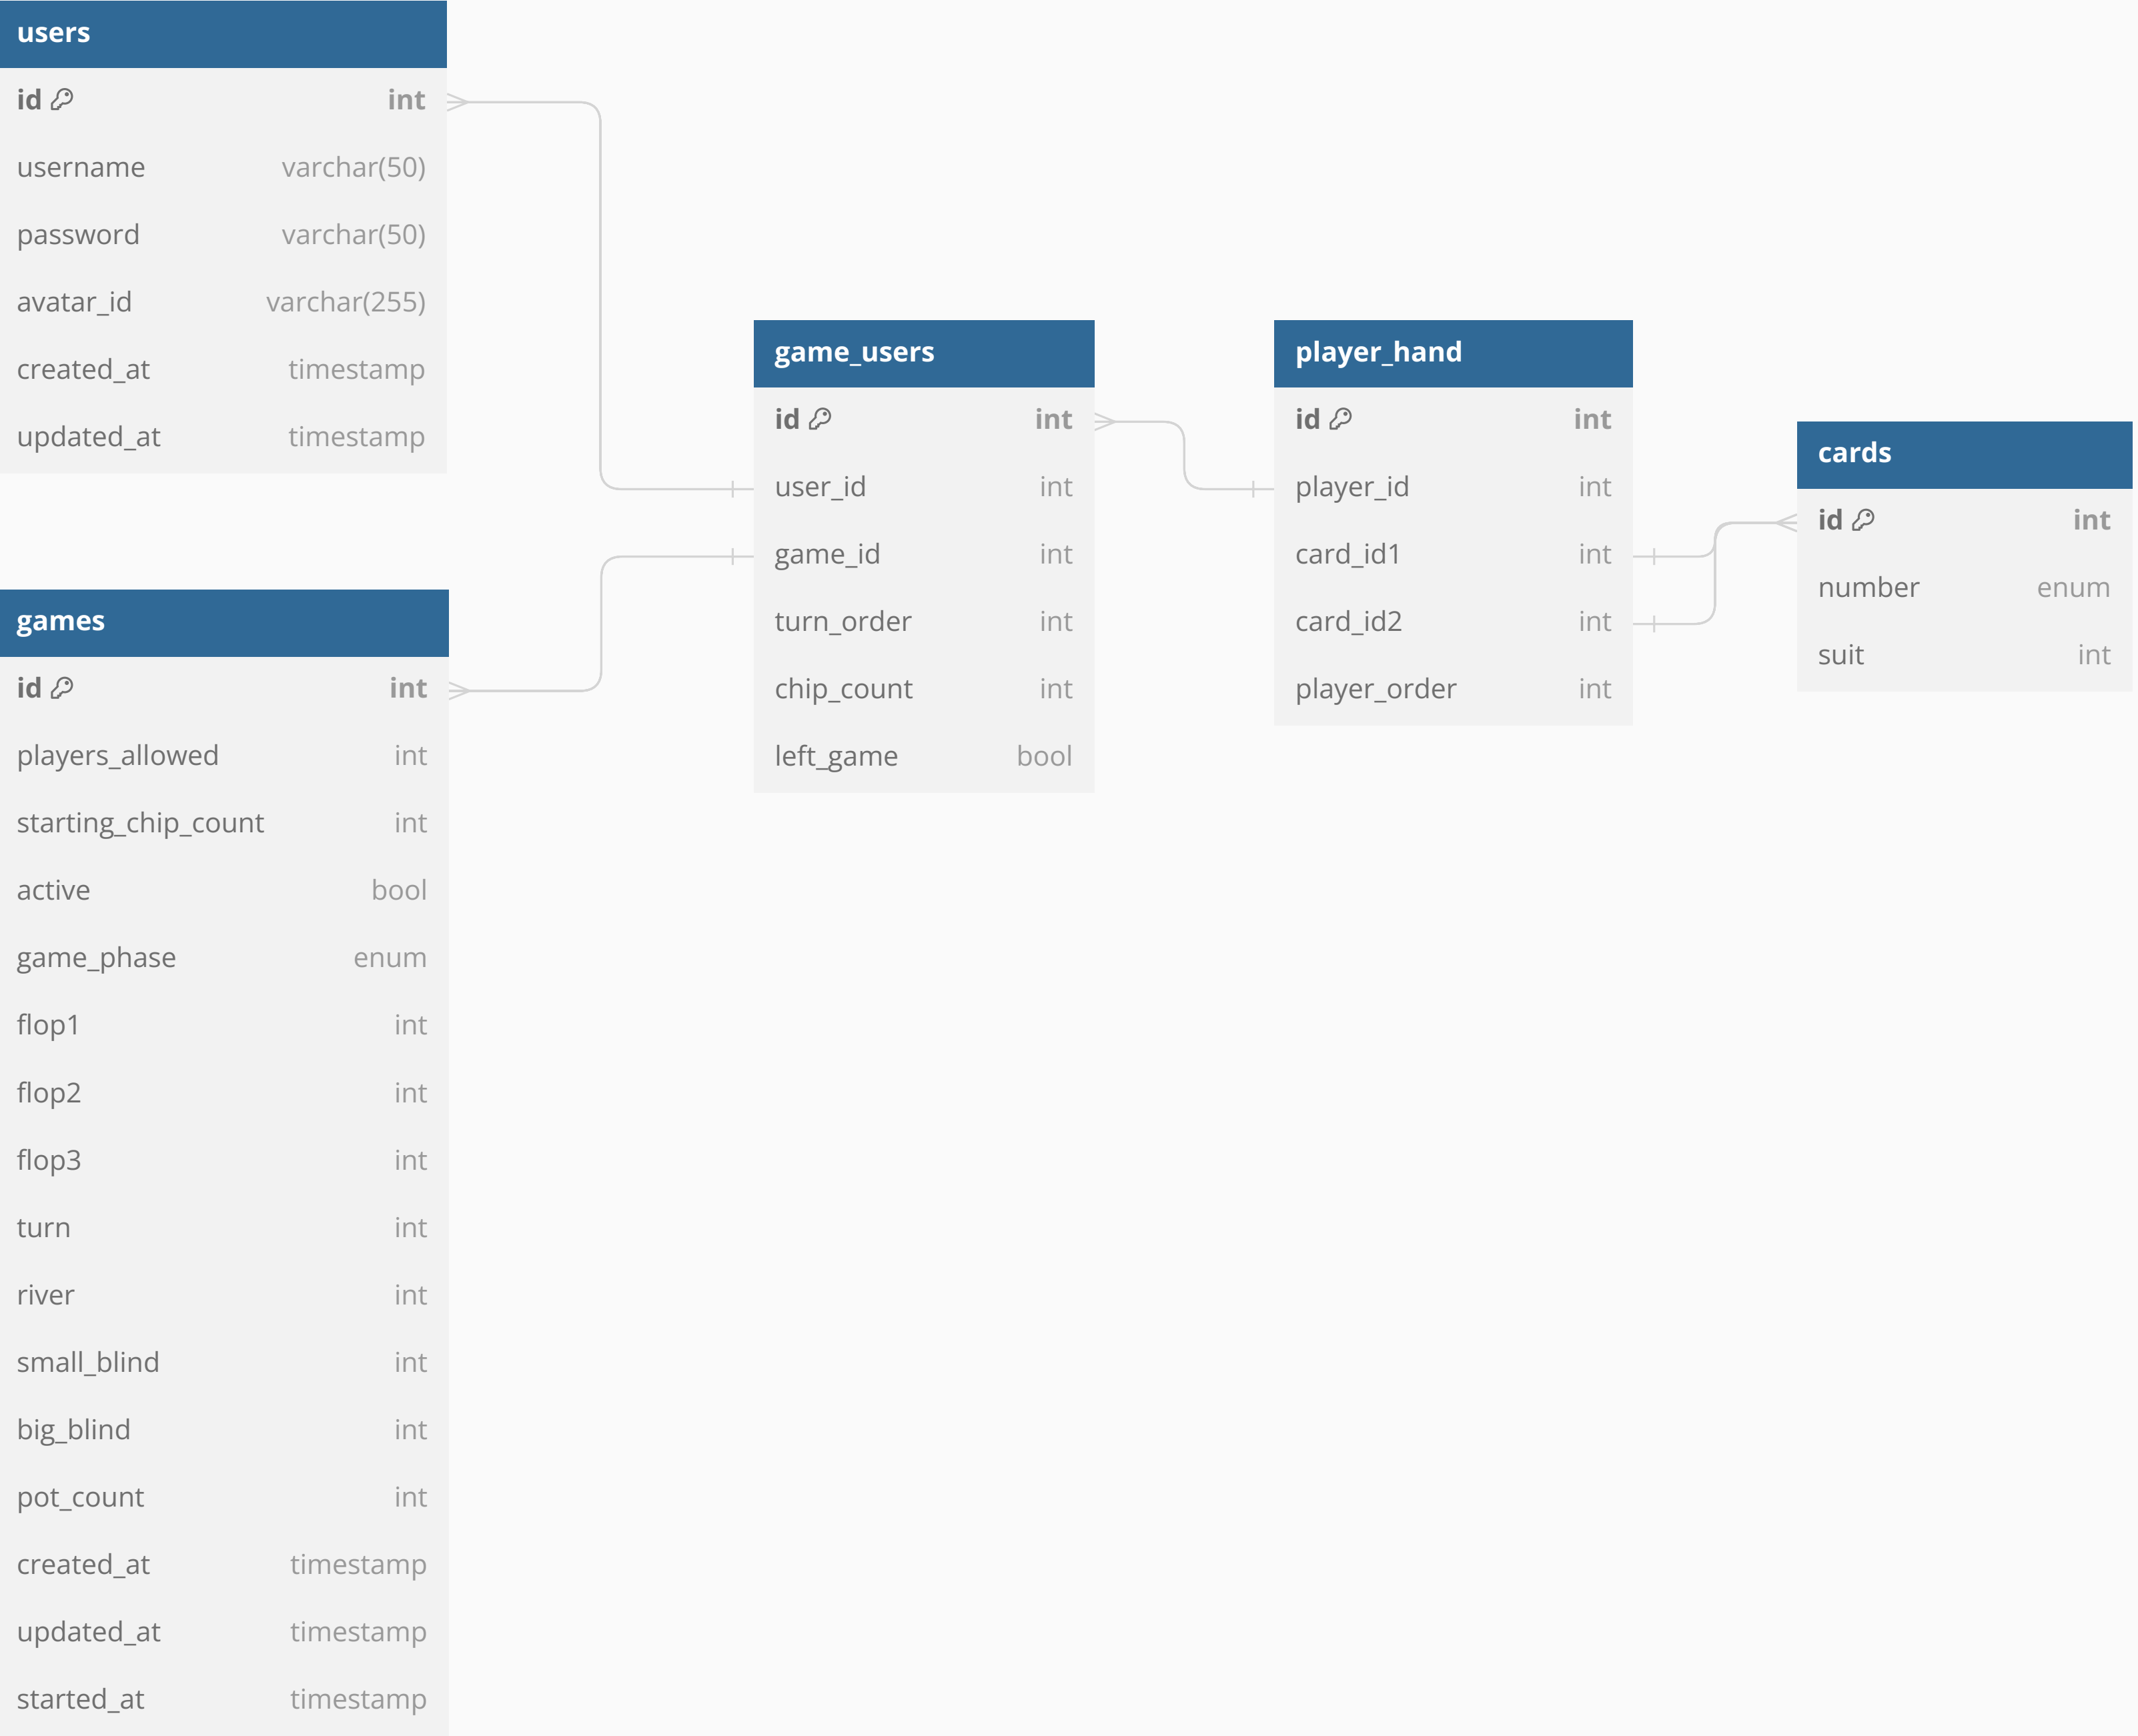 users
id int
username varchar(50)
password varchar(50)
avatar_id varchar(255)
created_at timestamp
updated_at timestamp
games
id int
players_allowed int
starting_chip_count int
active bool
game_phase enum
flop1 int
flop2 int
flop3 int
turn int
river int
small_blind int
big_blind int
pot_count int
created_at timestamp
updated_at timestamp
started_at timestamp
game_users
id int
user_id int
game_id int
turn_order int
chip_count int
left_game bool
player_hand
id int
player_id int
card_id1 int
card_id2 int
player_order int
cards
id int
number enum
suit int